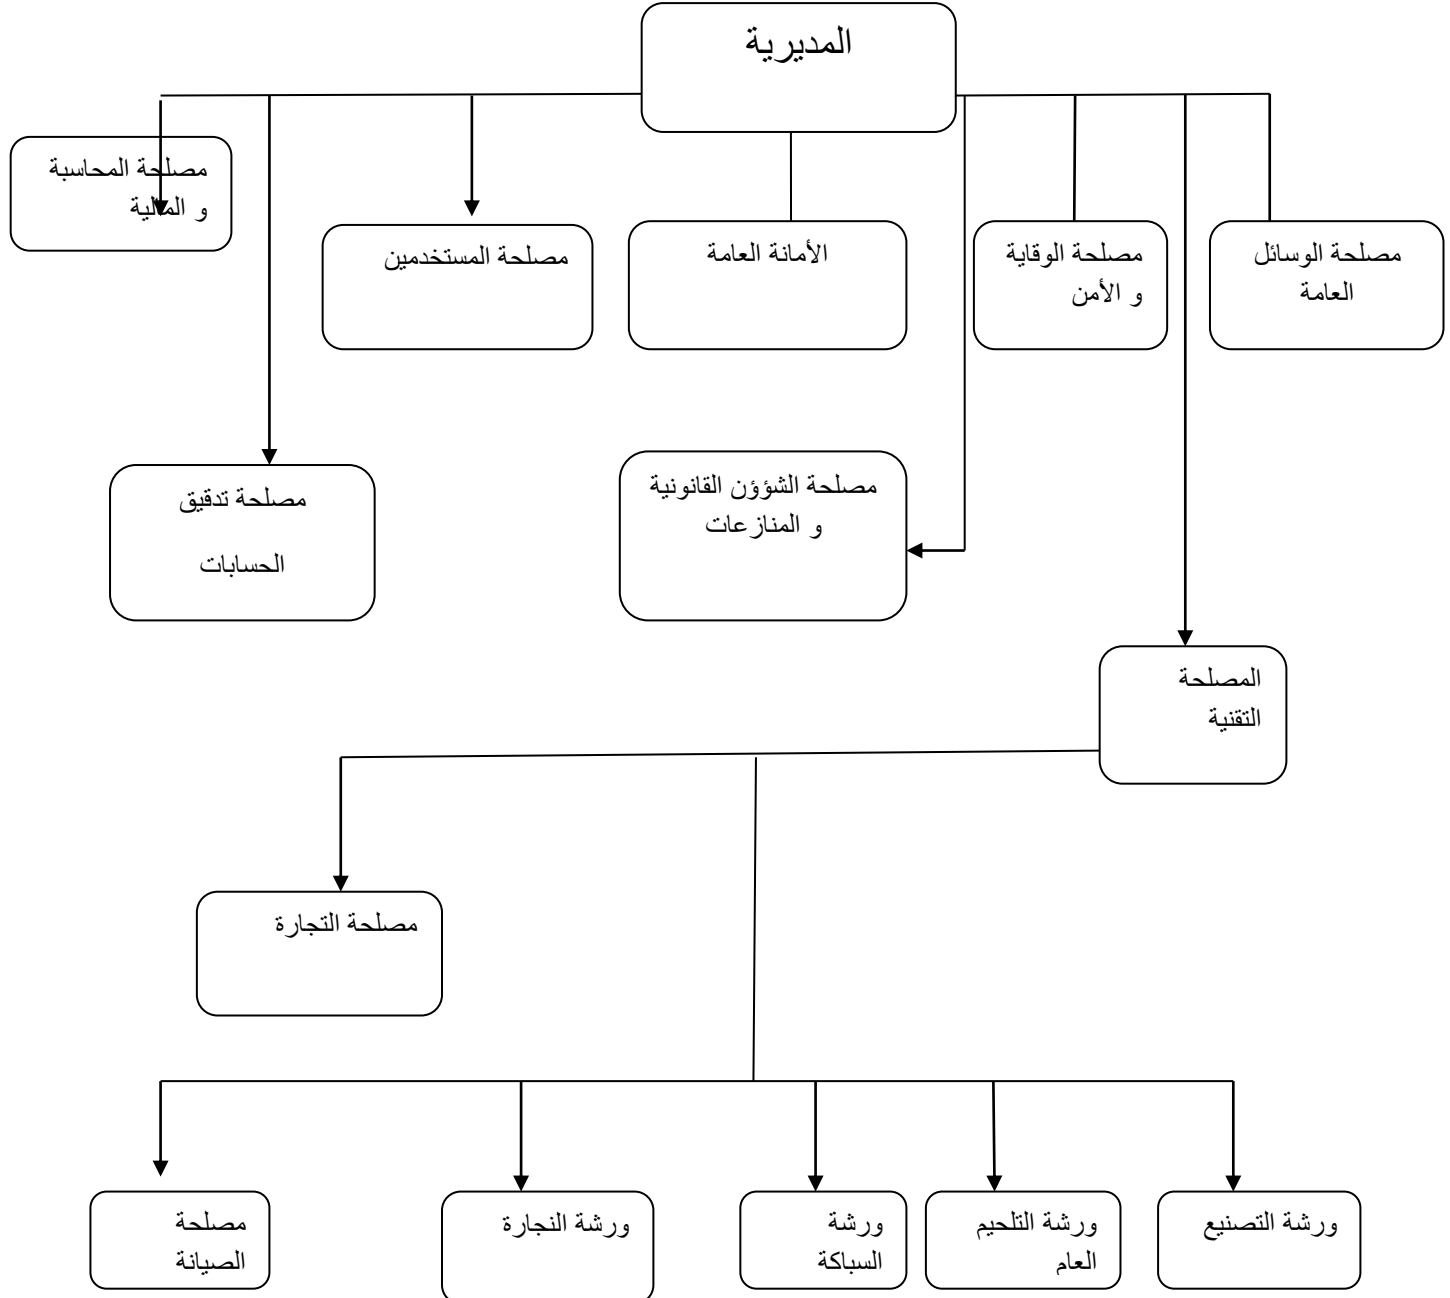 المديرية
مصلحة الوسائل
العامة
مصلحة الوقاية
و الأمن
الأمانة العامة
مصلحة المستخدمين
مصلحة المحاسبة
و المالية
مصلحة الشؤؤن القانونية
و المنازعات
مصلحة تدقيق
الحسابات
المصلحة
التقنية
مصلحة التجارة
ورشة التصنيع
ورشة التلحيم
العام
ورشة
السباكة
ورشة النجارة
مصلحة
الصيانة